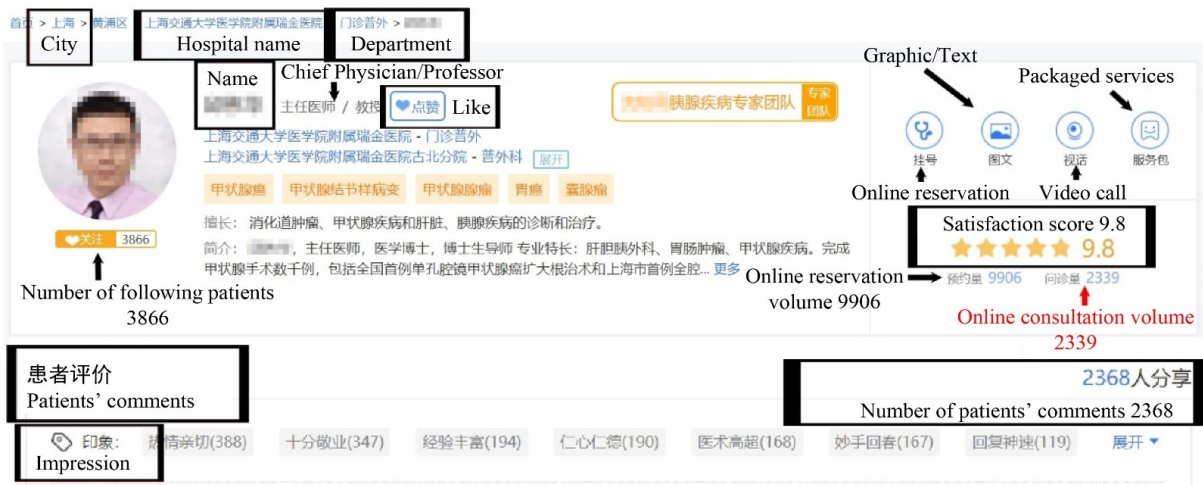 首页 > 上海 > 黄浦区 上海交通大学医学院附属瑞金医院 门诊普外 >
City Hospital name Department
Name Chief Physician/Professor
主任医师 / 教授 点赞 Like
胰腺疾病专家团队 专家团队
上海交通大学医学院附属瑞金医院 - 门诊普外
上海交通大学医学院附属瑞金医院古北分院 - 普外科 展开
甲状腺癌 甲状腺结节样病变 甲状腺腺瘤 胃癌 囊腺瘤
擅长: 消化道肿瘤、甲状腺疾病和肝脏、胰腺疾病的诊断和治疗。
简介: ，主任医师，医学博士，博士生导师 专业特长：肝胆胰外科、胃肠肿瘤、甲状腺疾病。完成
甲状腺手术数千例，包括全国首例单孔腔镜甲状腺癌扩大根治术和上海市首例全腔... 更多
关注 3866
Number of following patients
3866
Graphic/Text
Packaged services
挂号 图文 视话 服务包
Online reservation Video call
Satisfaction score 9.8
9.8
预约量 9906 问诊量 2339
Online reservation
volume 9906
Online consultation volume
2339
患者评价
Patients' comments
2368人分享
Number of patients' comments 2368
印象: 热情亲切(388) 十分敬业(347) 经验丰富(194) 仁心仁德(190) 医术高超(168) 妙手回春(167) 回复神速(119) 展开
Impression